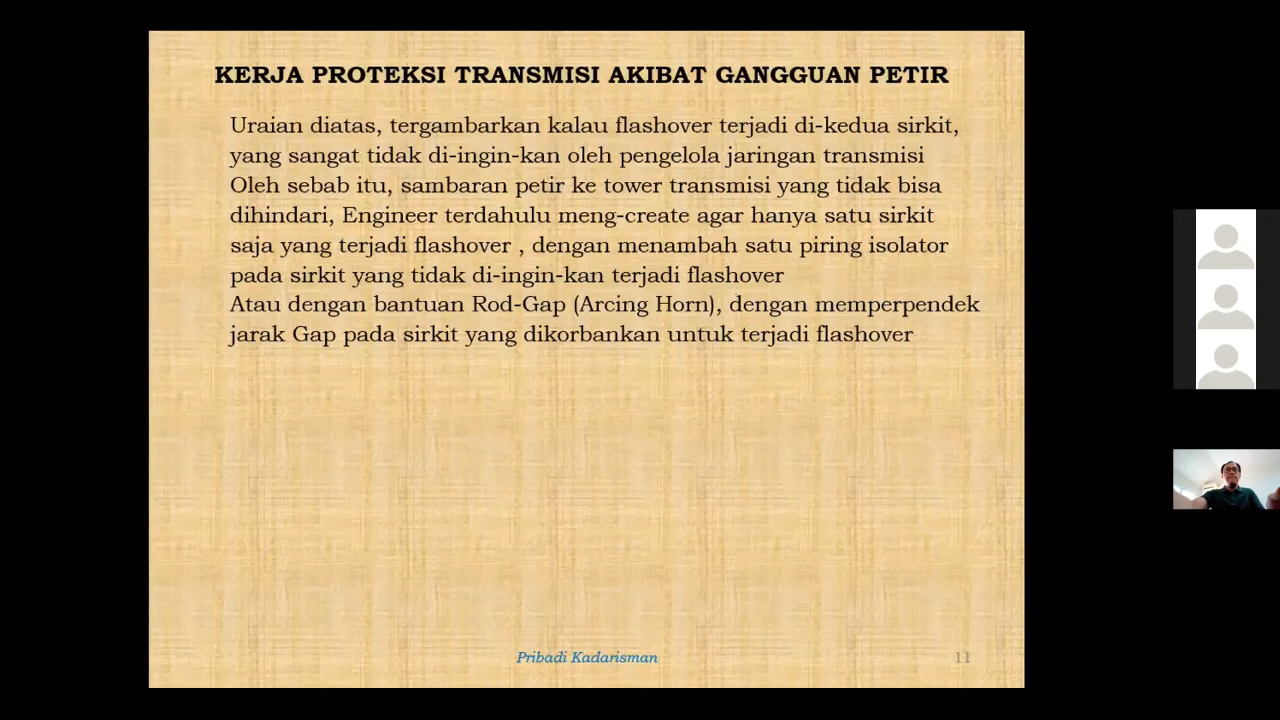 KERJA PROTEKSI TRANSMISI AKIBAT GANGGUAN PETIR
Uraian diatas, tergambarkan kalau flashover terjadi di-kedua sirkit,
yang sangat tidak di-ingin-kan oleh pengelola jaringan transmisi
Oleh sebab itu, sambaran petir ke tower transmisi yang tidak bisa
dihindari, Engineer terdahulu meng-create agar hanya satu sirkit
saja yang terjadi flashover , dengan menambah satu piring isolator
pada sirkit yang tidak di-ingin-kan terjadi flashover
Atau dengan bantuan Rod-Gap (Arcing Horn), dengan memperpendek
jarak Gap pada sirkit yang dikorbankan untuk terjadi flashover
Pribadi Kadarisman
11